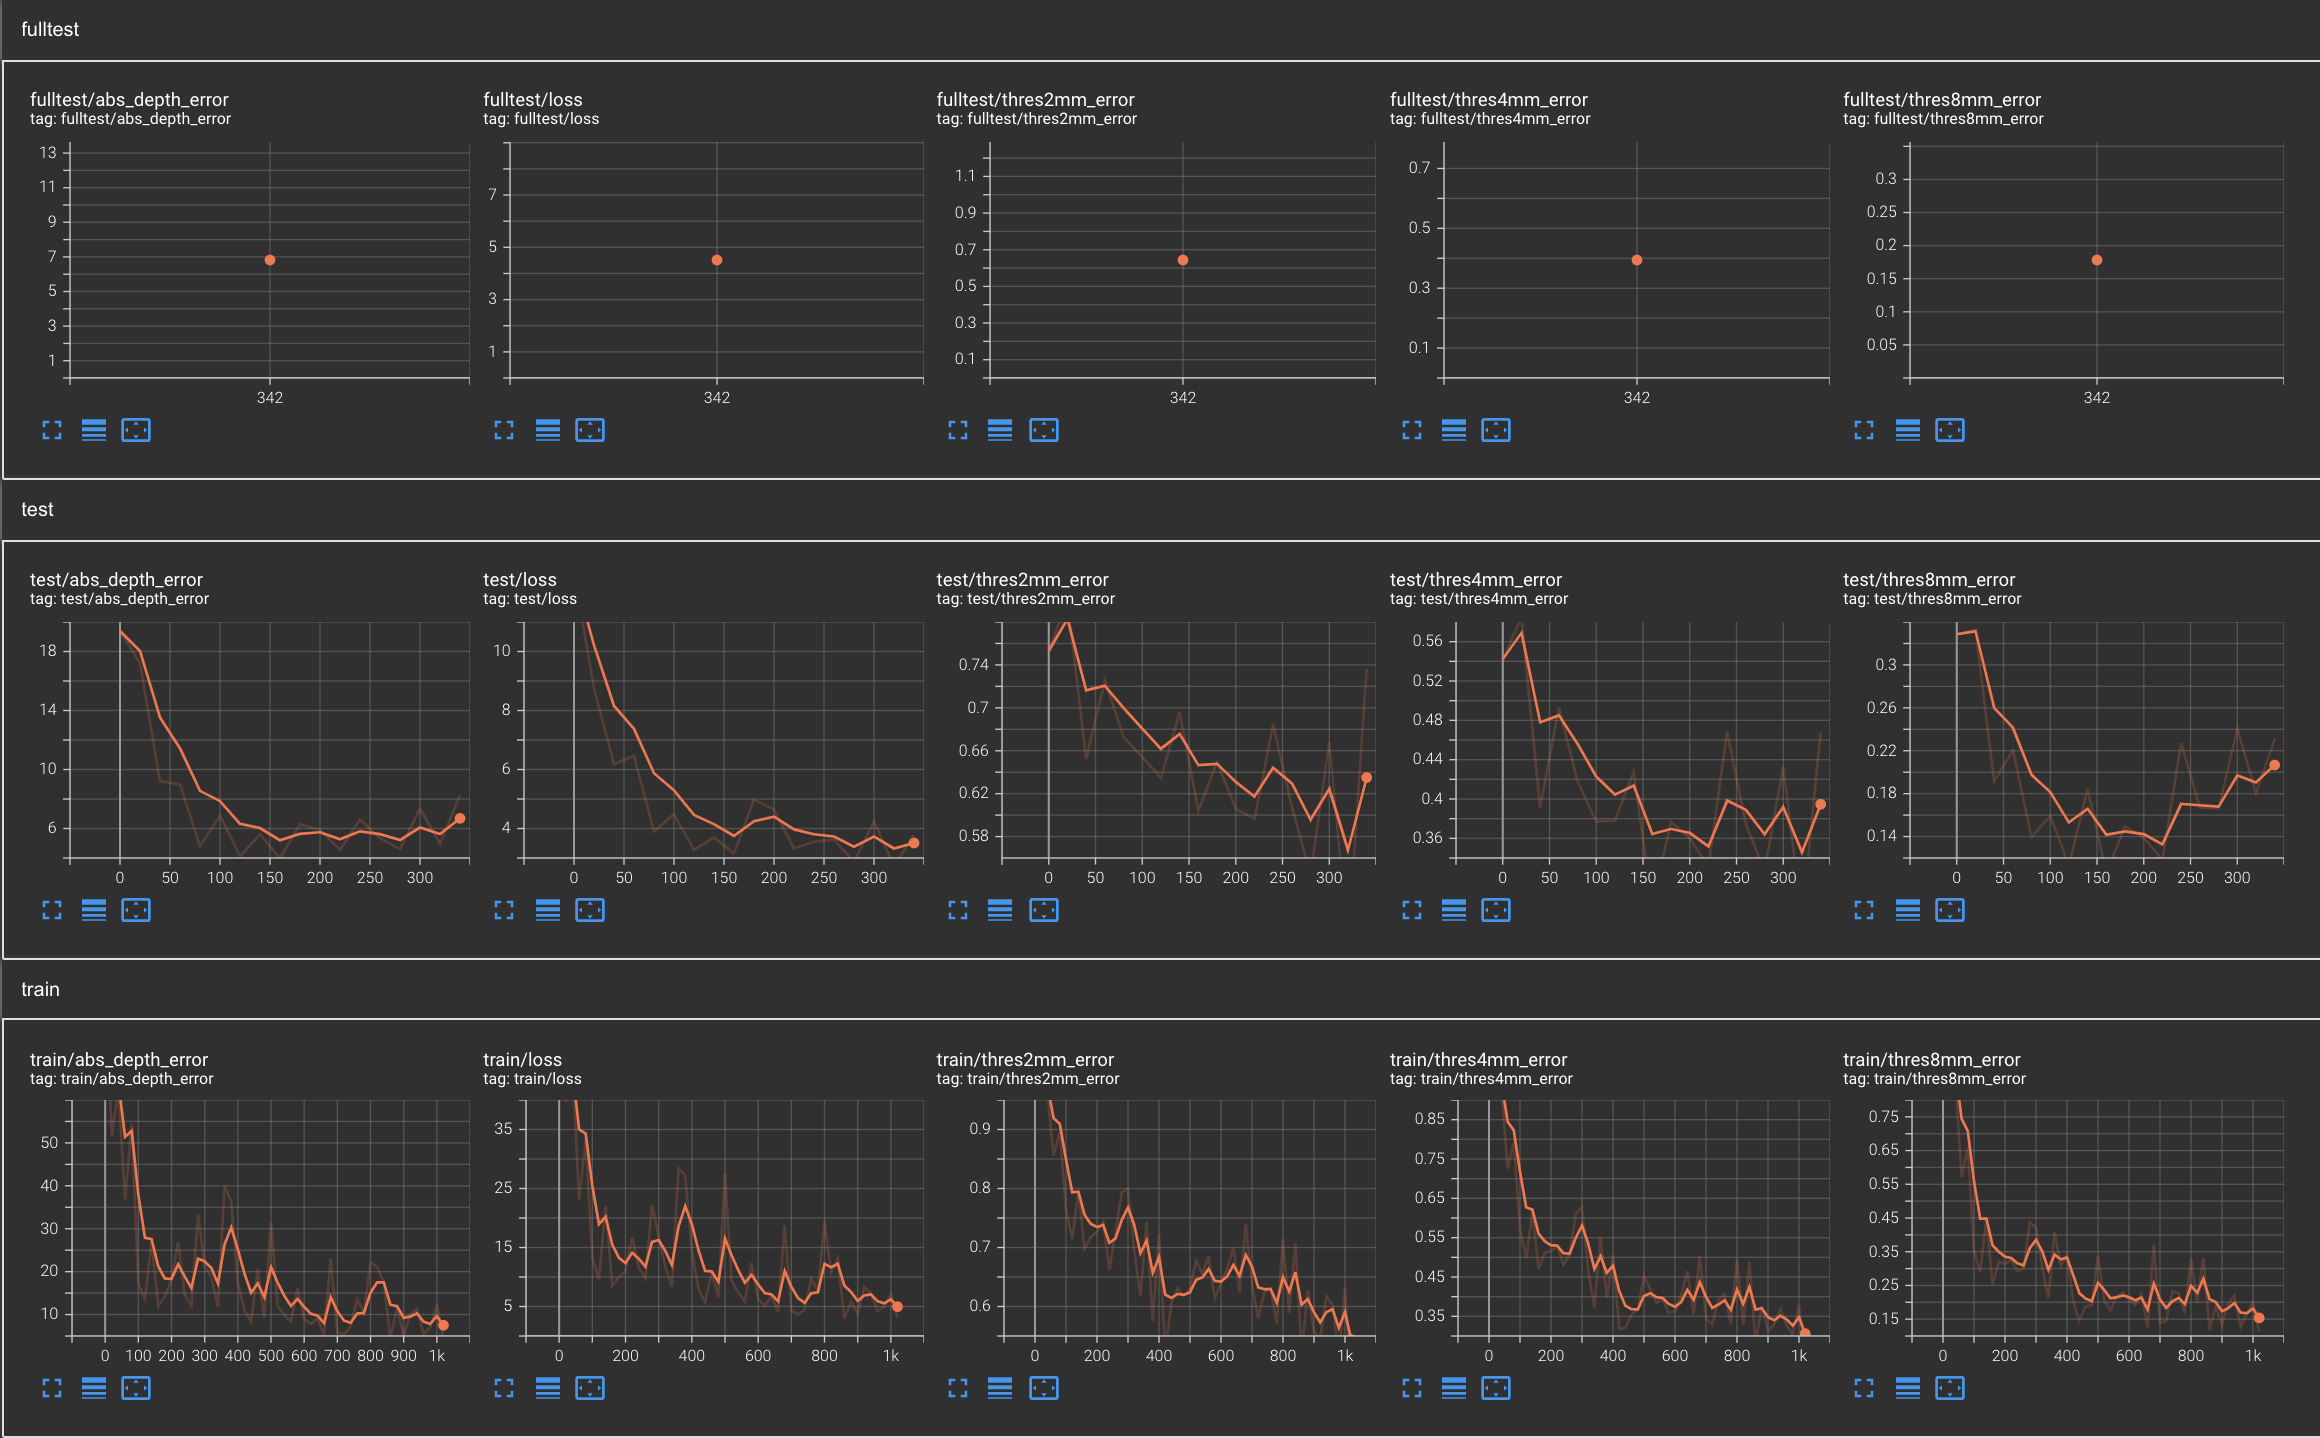 fulltest
fulltest/abs_depth_error
tag: fulltest/abs_depth_error
13
11
9
7
5
3
1
342
fulltest/loss
tag: fulltest/loss
7
5
3
1
342
fulltest/thres2mm_error
tag: fulltest/thres2mm_error
1.1
0.9
0.7
0.5
0.3
0.1
342
fulltest/thres4mm_error
tag: fulltest/thres4mm_error
0.7
0.5
0.3
0.1
342
fulltest/thres8mm_error
tag: fulltest/thres8mm_error
0.3
0.25
0.2
0.15
0.1
0.05
342
test
test/abs_depth_error
tag: test/abs_depth_error
18
14
10
6
0 50 100 150 200 250 300
test/loss
tag: test/loss
10
8
6
4
0 50 100 150 200 250 300
test/thres2mm_error
tag: test/thres2mm_error
0.74
0.7
0.66
0.62
0.58
0 50 100 150 200 250 300
test/thres4mm_error
tag: test/thres4mm_error
0.56
0.52
0.48
0.44
0.4
0.36
0 50 100 150 200 250 300
test/thres8mm_error
tag: test/thres8mm_error
0.3
0.26
0.22
0.18
0.14
0 50 100 150 200 250 300
train
train/abs_depth_error
tag: train/abs_depth_error
50
40
30
20
10
0 100 200 300 400 500 600 700 800 900 1k
train/loss
tag: train/loss
35
25
15
5
0 200 400 600 800 1k
train/thres2mm_error
tag: train/thres2mm_error
0.9
0.8
0.7
0.6
0 200 400 600 800 1k
train/thres4mm_error
tag: train/thres4mm_error
0.85
0.75
0.65
0.55
0.45
0.35
0 200 400 600 800 1k
train/thres8mm_error
tag: train/thres8mm_error
0.75
0.65
0.55
0.45
0.35
0.25
0.15
0 200 400 600 800 1k